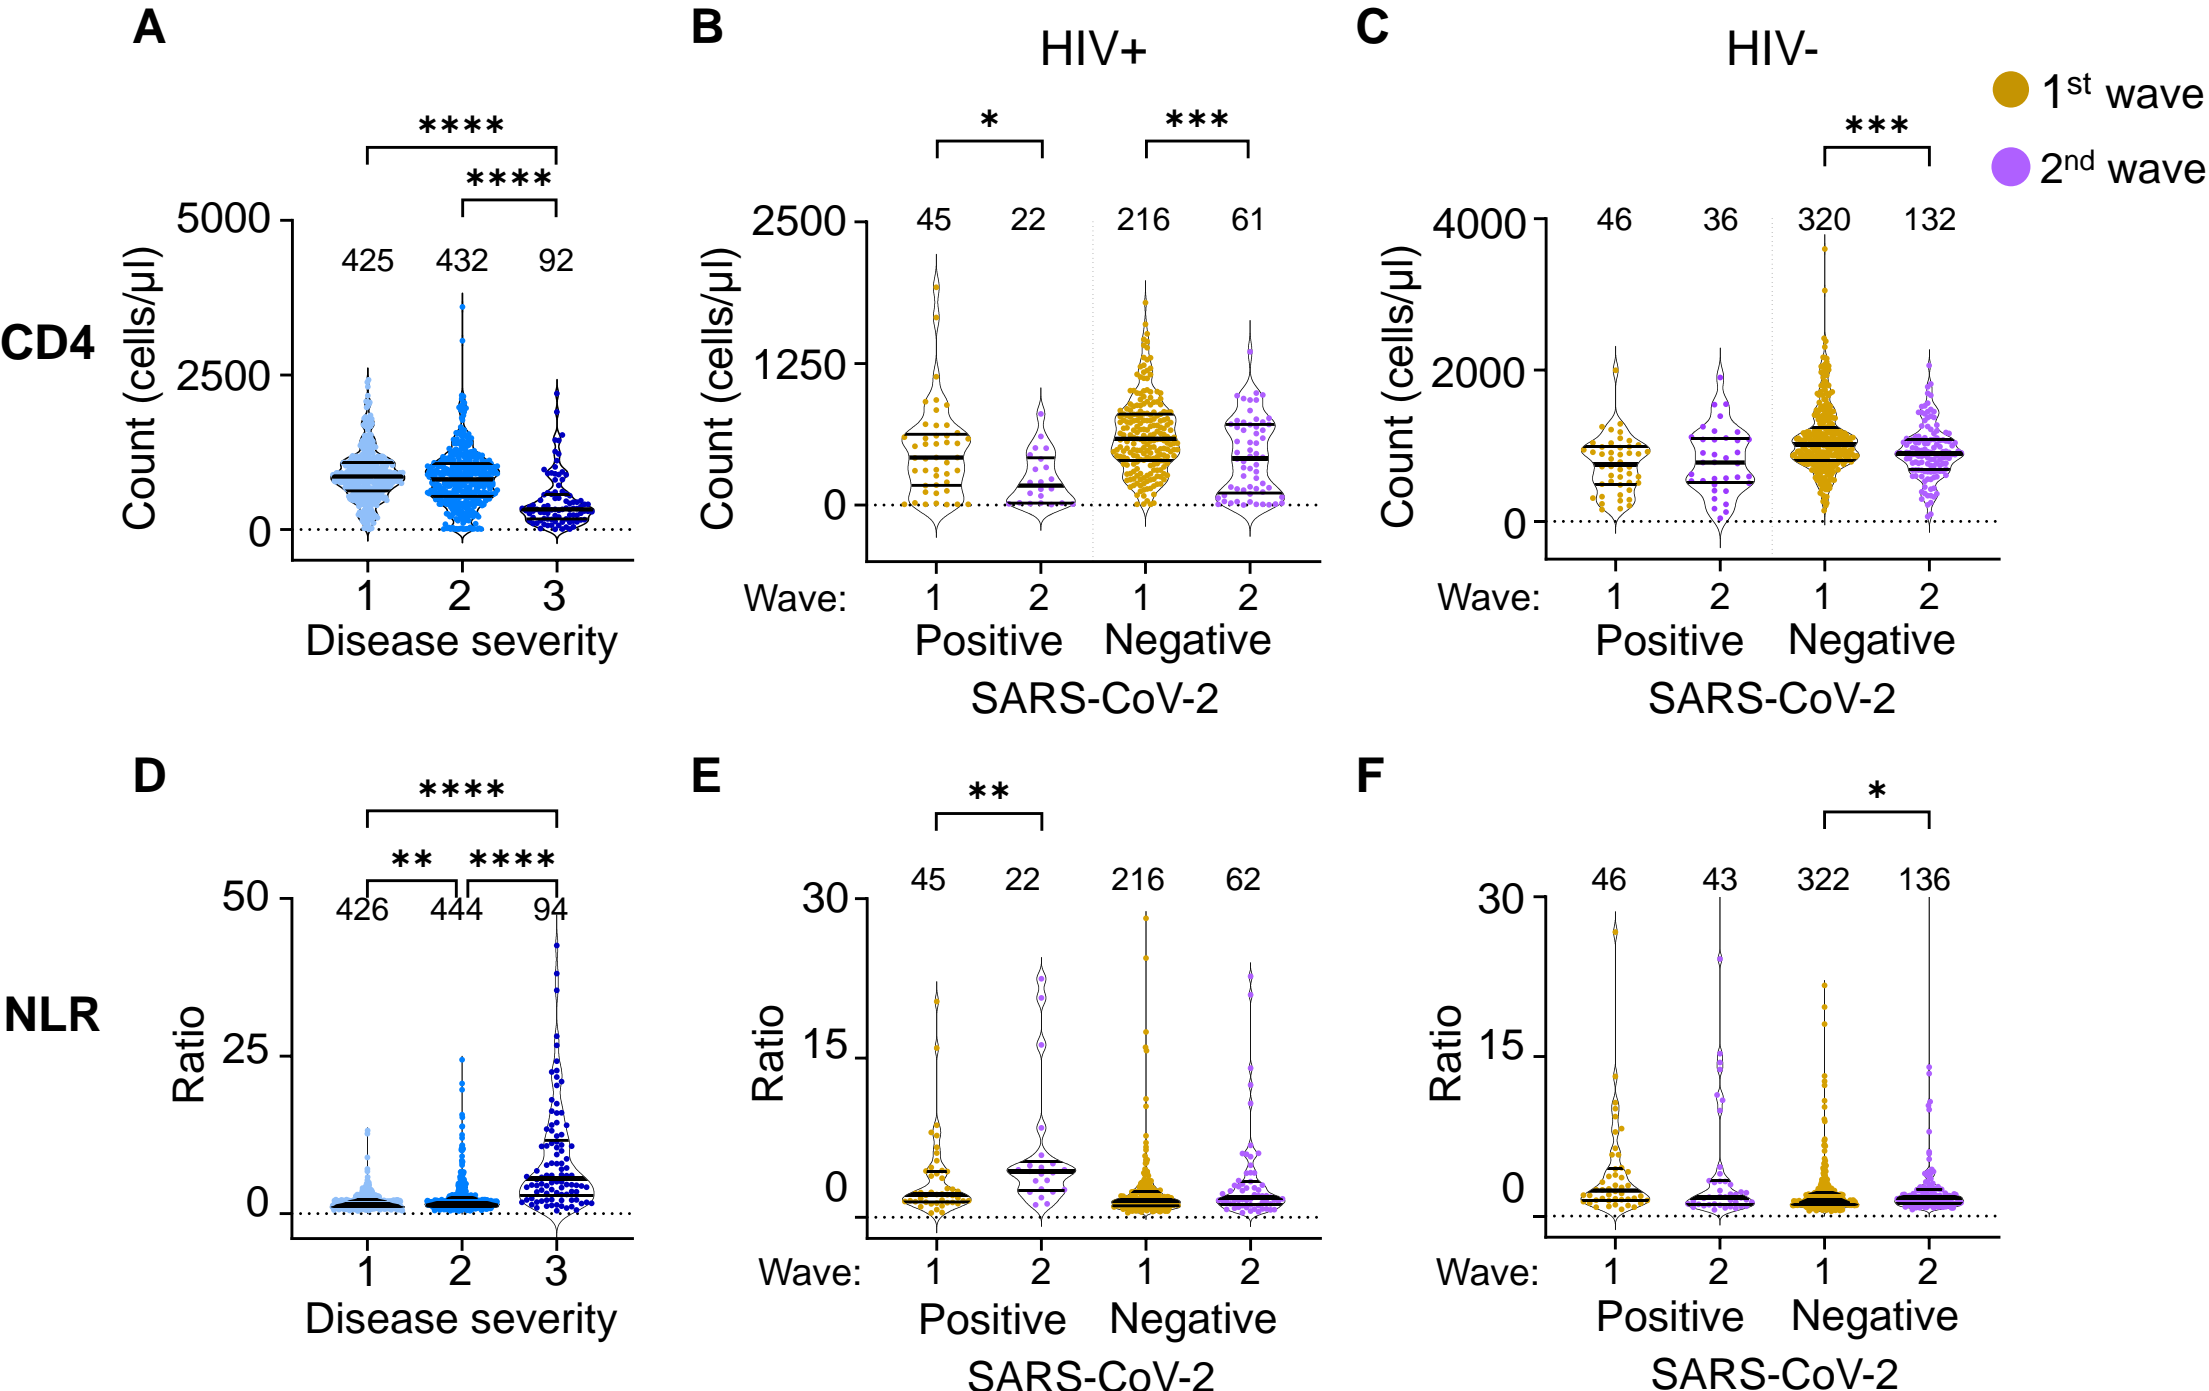 A
B
C
HIV+
HIV-
1st wave
2nd wave
****
****
*
***
***
CD4
Count (cells/μl)
5000
2500
0
425
432
92
1
2
3
Disease severity
Count (cells/μl)
2500
1250
0
45
22
216
61
Wave:
1
2
1
2
Positive
Negative
SARS-CoV-2
Count (cells/μl)
4000
2000
0
46
36
320
132
Wave:
1
2
1
2
Positive
Negative
SARS-CoV-2
D
E
F
****
**
****
**
*
NLR
Ratio
50
25
0
426
444
94
1
2
3
Disease severity
Ratio
30
15
0
45
22
216
62
Wave:
1
2
1
2
Positive
Negative
SARS-CoV-2
Ratio
30
15
0
46
43
322
136
Wave:
1
2
1
2
Positive
Negative
SARS-CoV-2